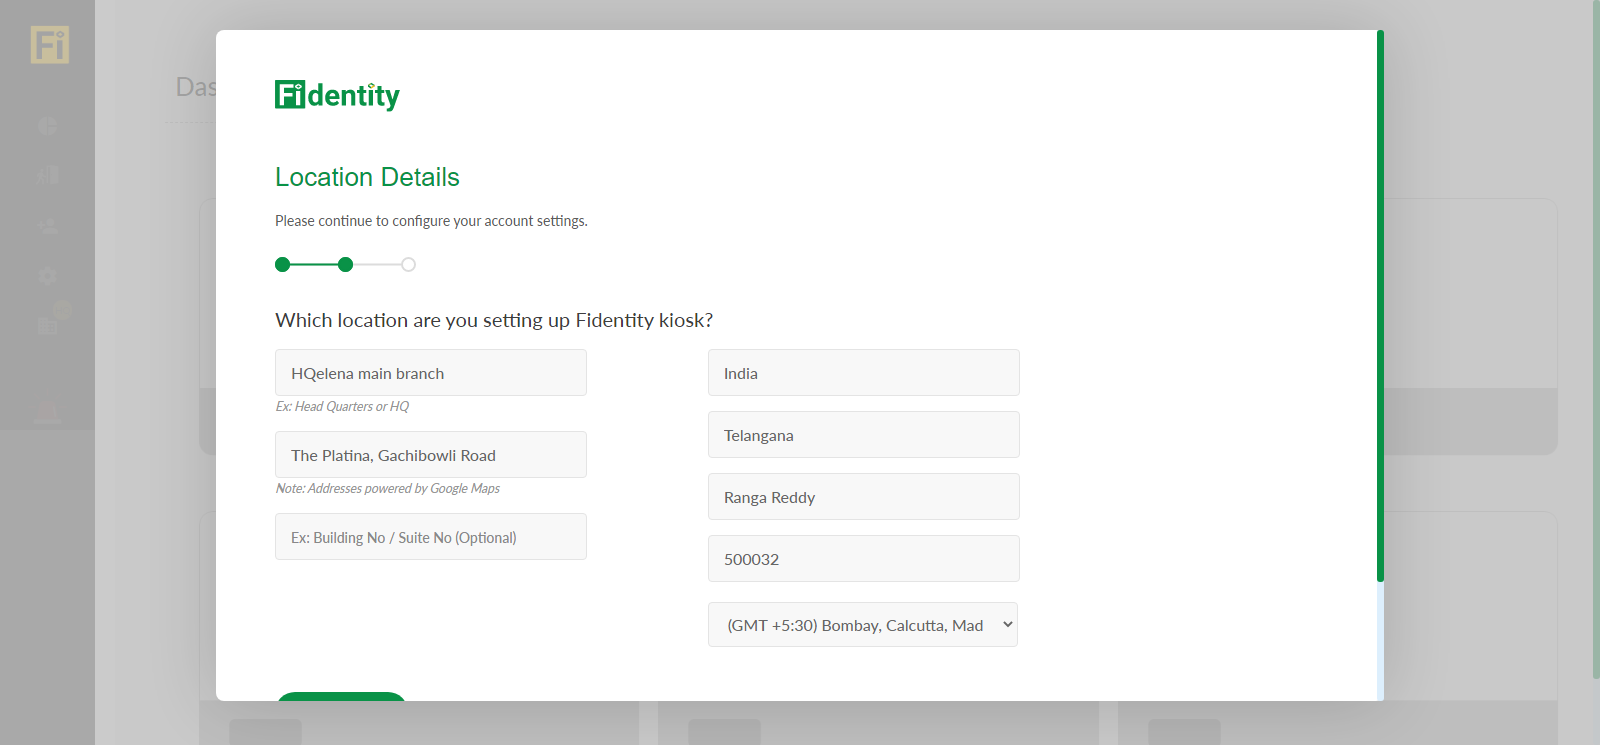 Fi
Das
Fidentity
Location Details
Please continue to configure your account settings.
Which location are you setting up Fidentity kiosk?
HQelena main branch
Ex: Head Quarters or HQ
The Platina, Gachibowli Road
Note: Addresses powered by Google Maps
Ex: Building No / Suite No (Optional)
India
Telangana
Ranga Reddy
500032
(GMT +5:30) Bombay, Calcutta, Mad